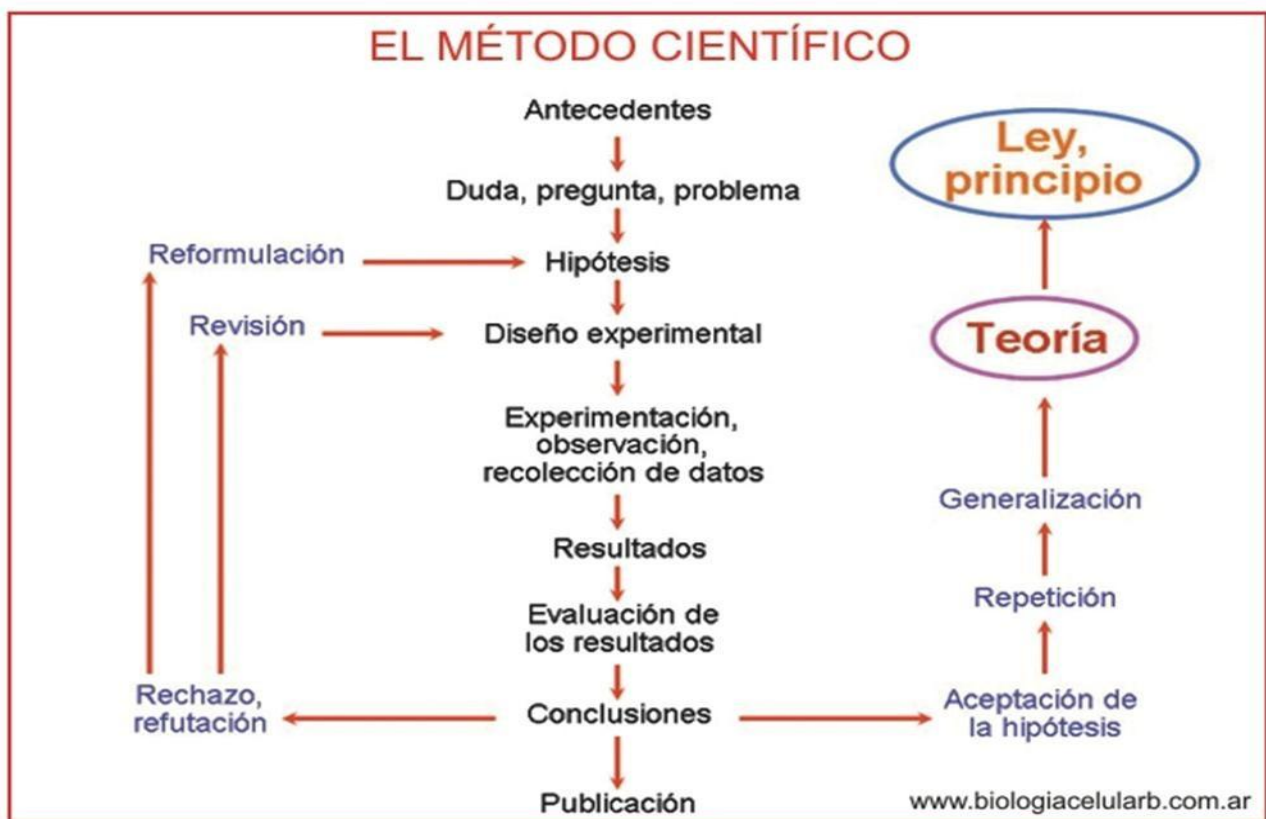 EL MÉTODO CIENTÍFICO
Antecedentes
Duda, pregunta, problema
Hipótesis
Diseño experimental
Experimentación,
observación,
recolección de datos
Resultados
Evaluación de
los resultados
Conclusiones
Publicación
Reformulación
Revisión
Rechazo,
refutación
Ley,
principio
Teoría
Generalización
Repetición
Aceptación de
la hipótesis
www.biologiacelularb.com.ar